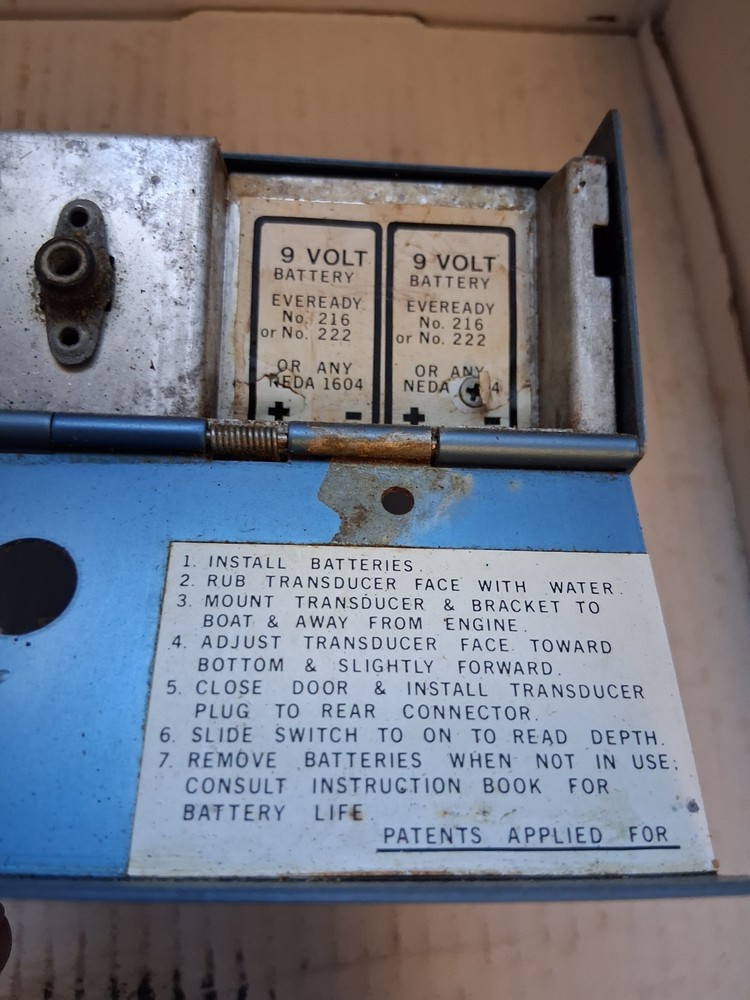 9 VOLT
BATTERY
EVEREADY
No. 216
or No. 222
OR ANY
NEDA 1604
+ -
9 VOLT
BATTERY
EVEREADY
No. 216
or No. 222
OR ANY
NEDA 4
+ -
1. INSTALL BATTERIES.
2. RUB TRANSDUCER FACE WITH WATER.
3. MOUNT TRANSDUCER & BRACKET TO
BOAT & AWAY FROM ENGINE.
4. ADJUST TRANSDUCER FACE TOWARD
BOTTOM & SLIGHTLY FORWARD.
5. CLOSE DOOR & INSTALL TRANSDUCER
PLUG TO REAR CONNECTOR.
6. SLIDE SWITCH TO ON TO READ DEPTH.
7. REMOVE BATTERIES WHEN NOT IN USE;
CONSULT INSTRUCTION BOOK FOR
BATTERY LIFE
PATENTS APPLIED FOR